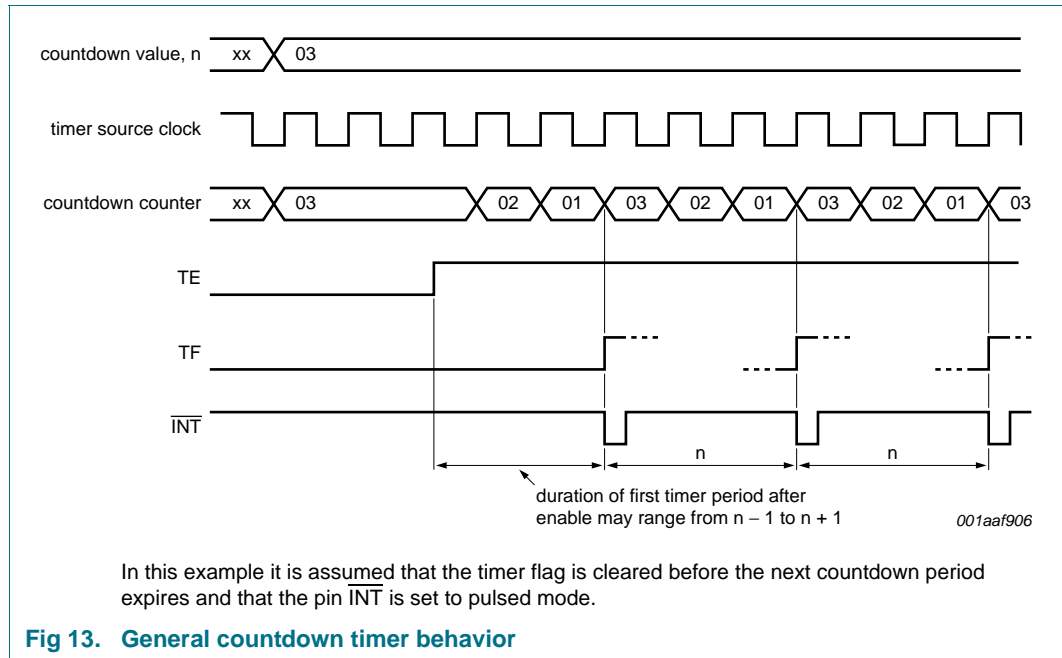 countdown value, n xx 03
timer source clock
countdown counter xx 03 02 01 03 02 01 03 02 01 03
TE
TF
INT
n n
duration of first timer period after
enable may range from n − 1 to n + 1
001aaf906
In this example it is assumed that the timer flag is cleared before the next countdown period
expires and that the pin INT is set to pulsed mode.
Fig 13. General countdown timer behavior